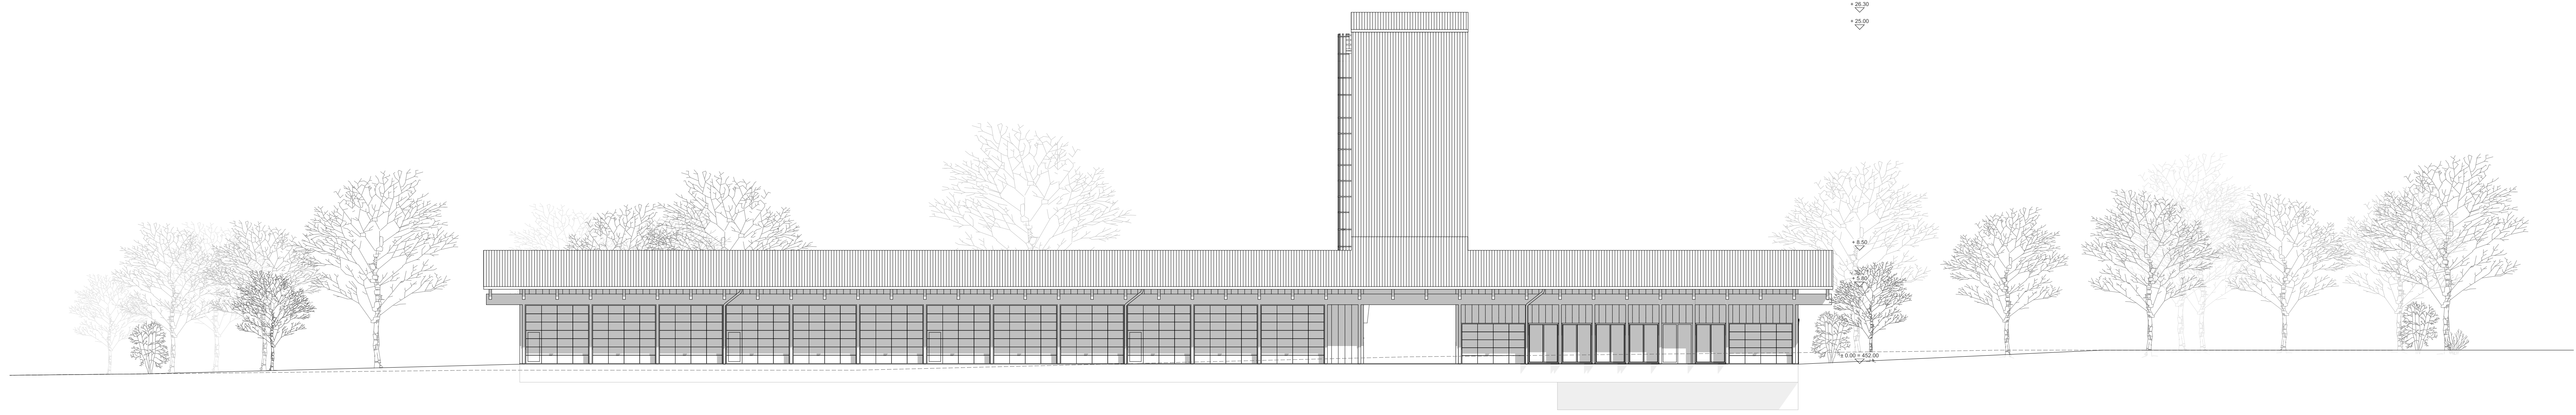 + 26.30
+ 25.00
+ 8.50
+ 5.80
± 0.00 = 452.00